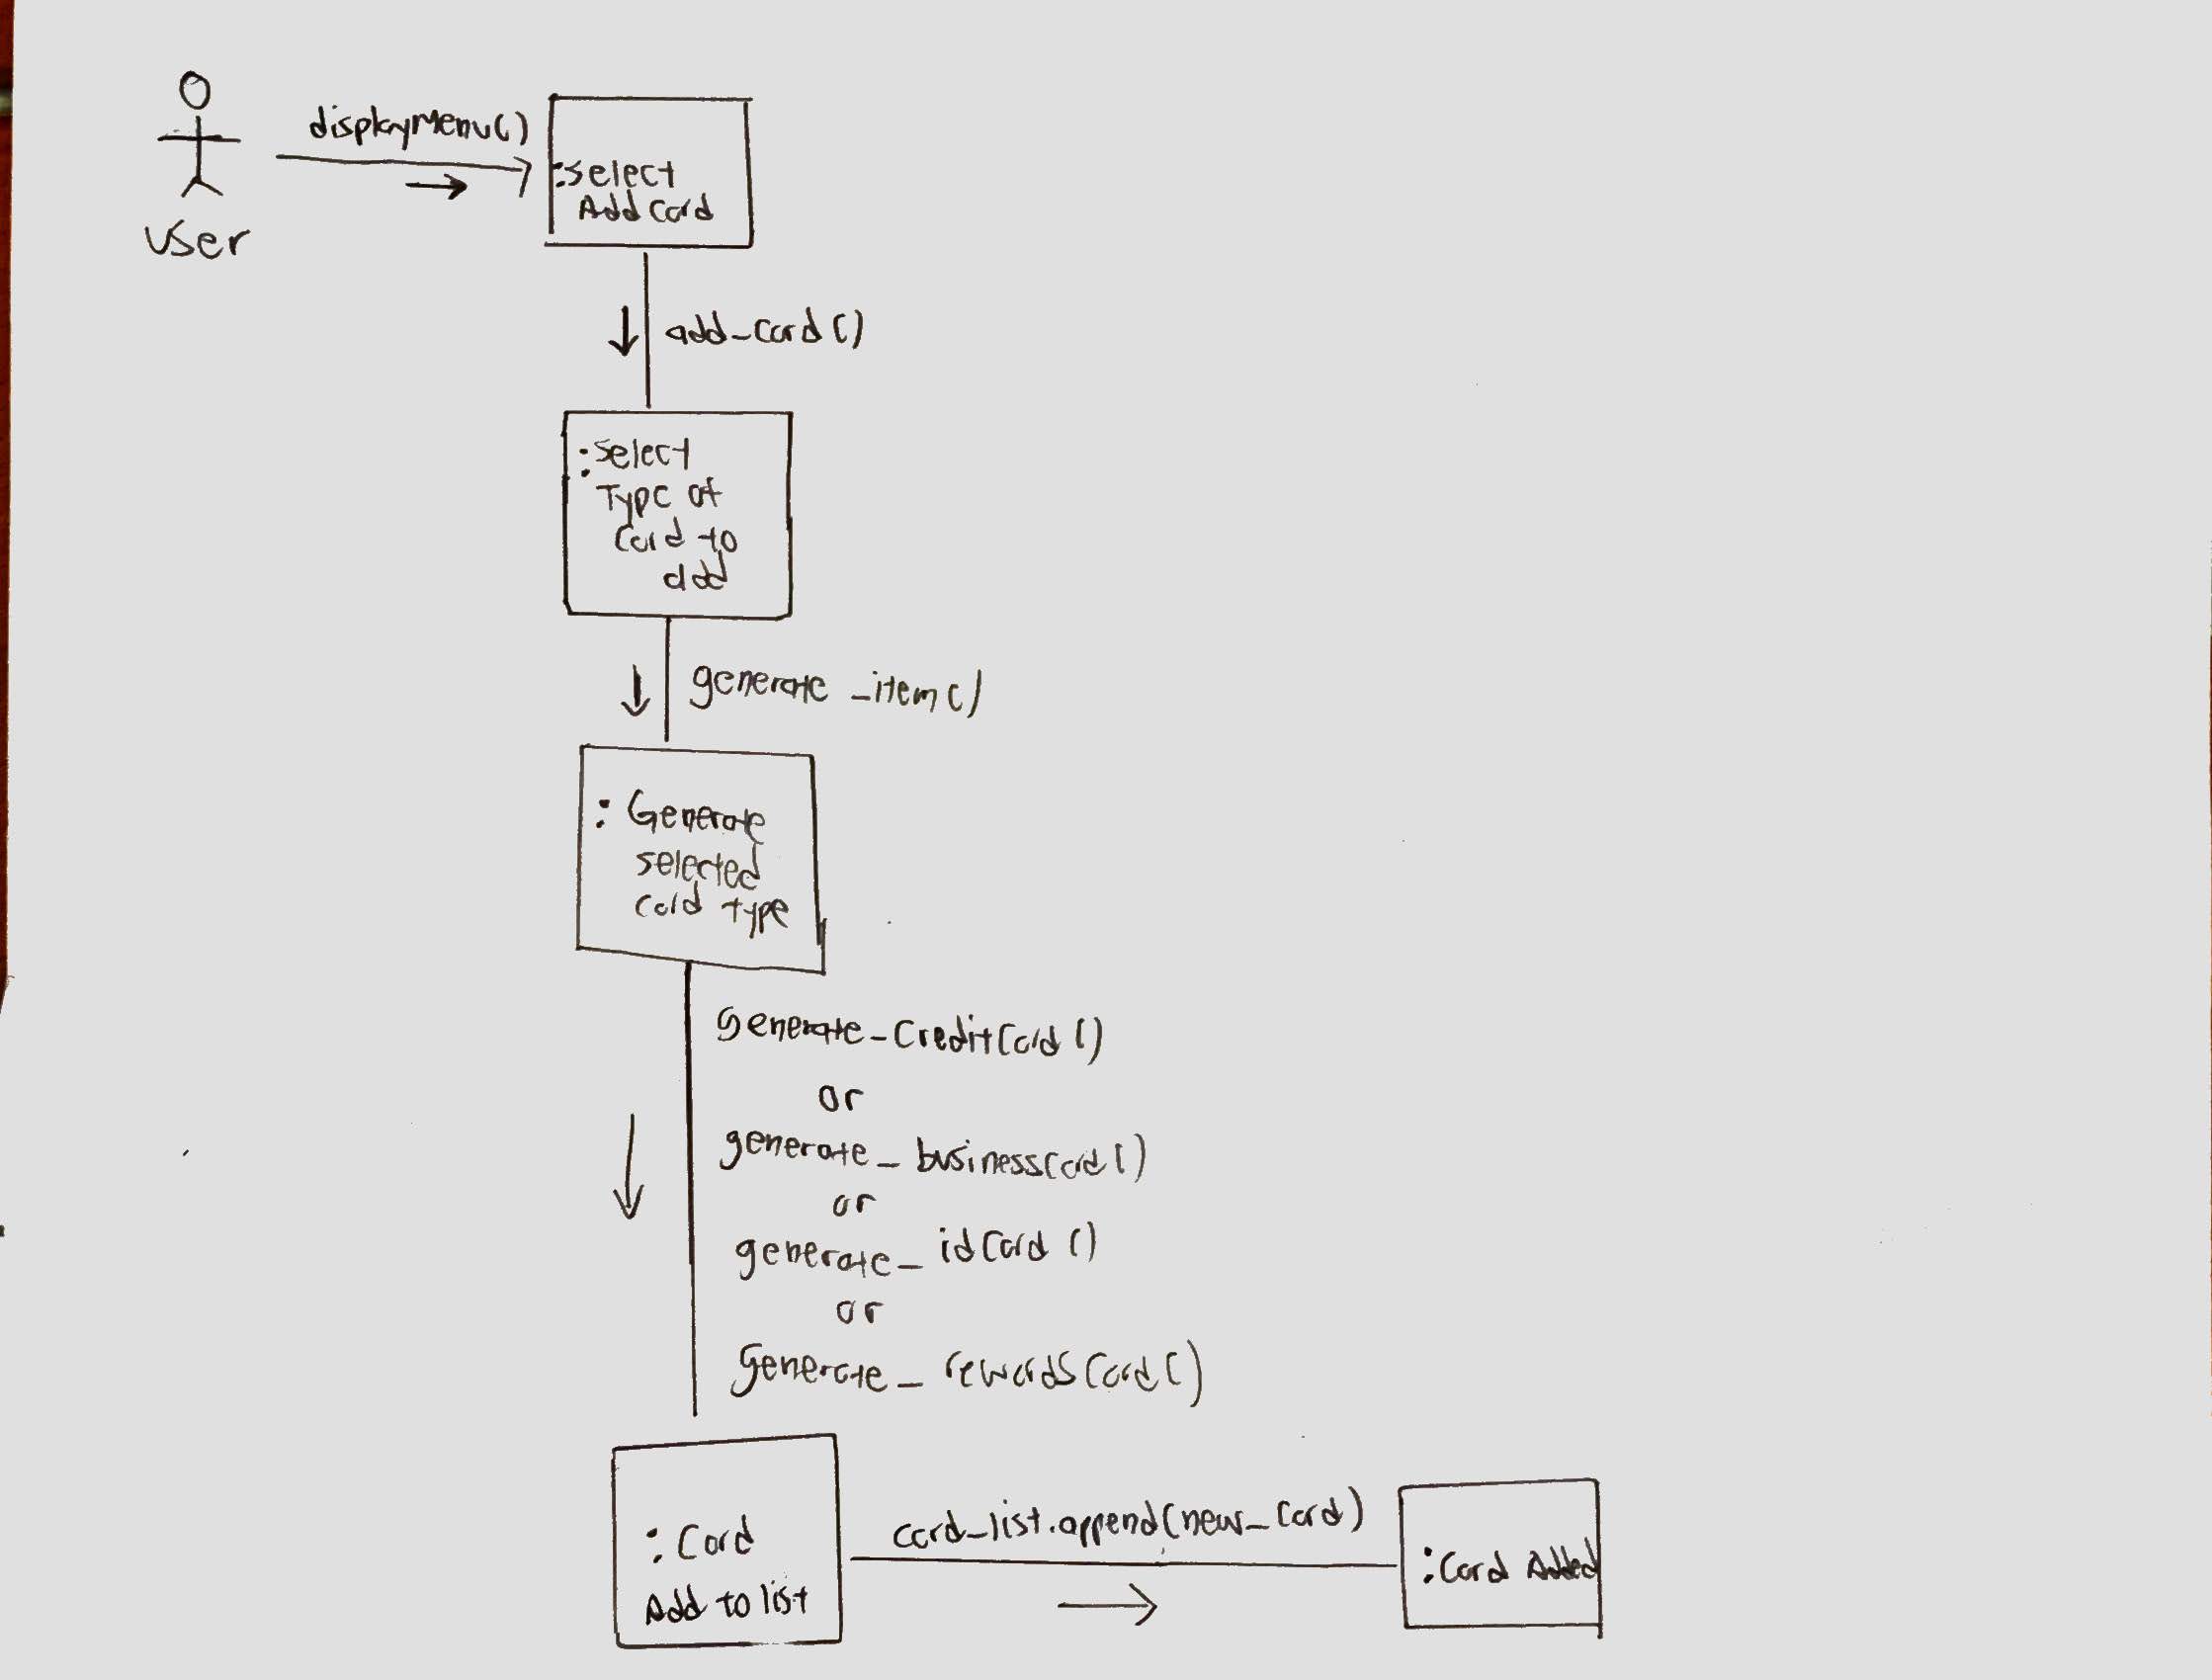 displayMenu()
User
:select
Add Card
add_card()
:select
Type of
Card to
add
generate_item()
: Generate
selected
card type
generate_CreditCard()
or
generate_businessCard()
or
generate_idCard()
or
generate_rewardsCard()
:Card
Add to list
card_list.append(new_Card)
:Card Added